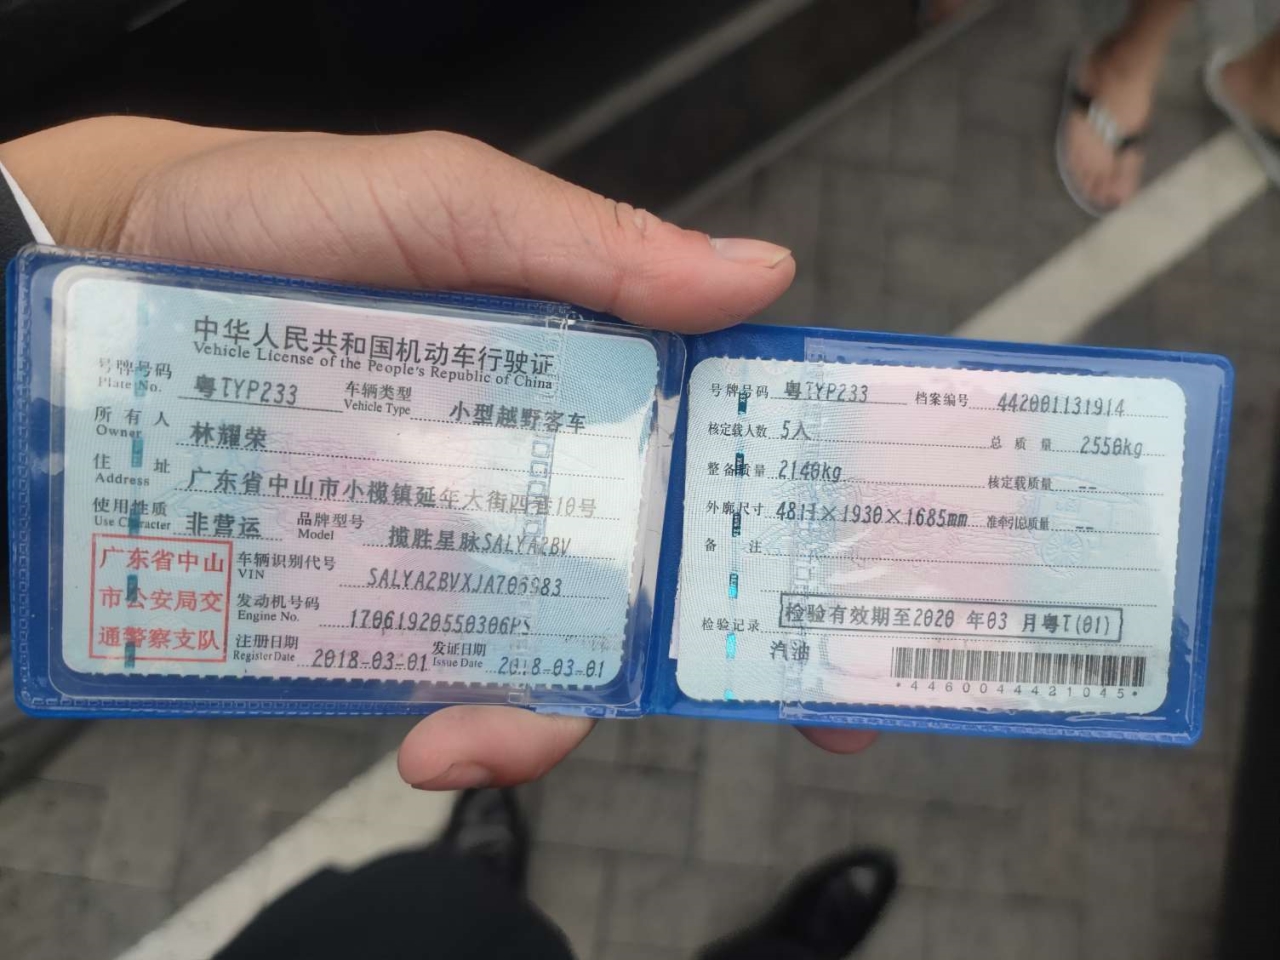 中华人民共和国机动车行驶证
Vehicle License of the People's Republic of China
号牌号码 粤TYP233 车辆类型 小型越野客车
Plate No. Vehicle Type
所有人 林耀荣
Owner
住址 广东省中山市小榄镇延年大街四巷10号
Address
使用性质 非营运 品牌型号 揽胜星脉SALYA2BV
Use Character Model
广东省中山
市公安局交
通警察支队
车辆识别代号 SALYA2BVXJA706983
VIN
发动机号码 17061920550306PS
Engine No.
注册日期 2018-03-01 发证日期 2018-03-01
Register Date Issue Date
号牌号码 粤TYP233 档案编号 442001131914
核定载人数 5人 总质量 2550kg
整备质量 2140kg 核定载质量 --
外廓尺寸 4811×1930×1685mm 准牵引总质量 --
备注
检验记录 检验有效期至2020年03月粤T(01)
汽油
*4460044421045*